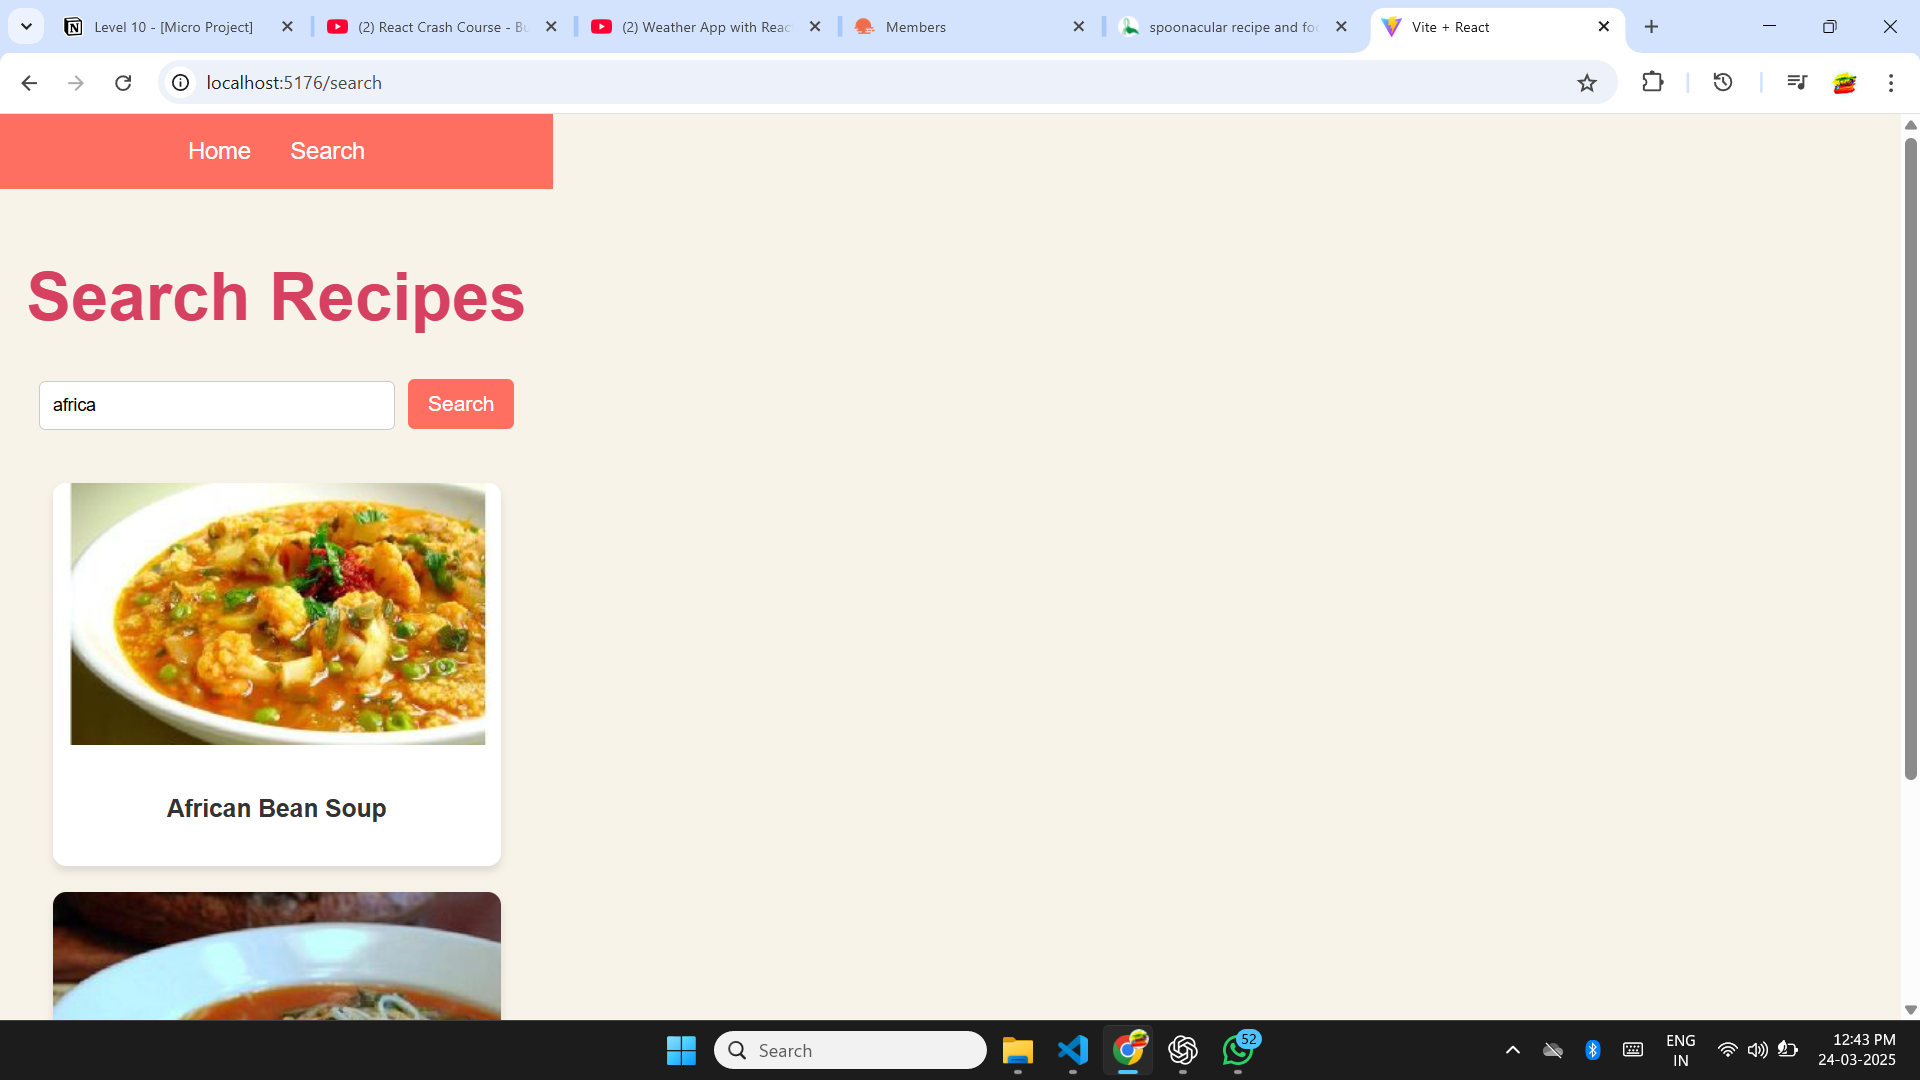 Level 10 - [Micro Project]
(2) React Crash Course - Bu
(2) Weather App with Reac
Members
spoonacular recipe and foo
Vite + React
localhost:5176/search
Home
Search
Search Recipes
africa
Search
African Bean Soup
Search
52
ENG
IN
12:43 PM
24-03-2025